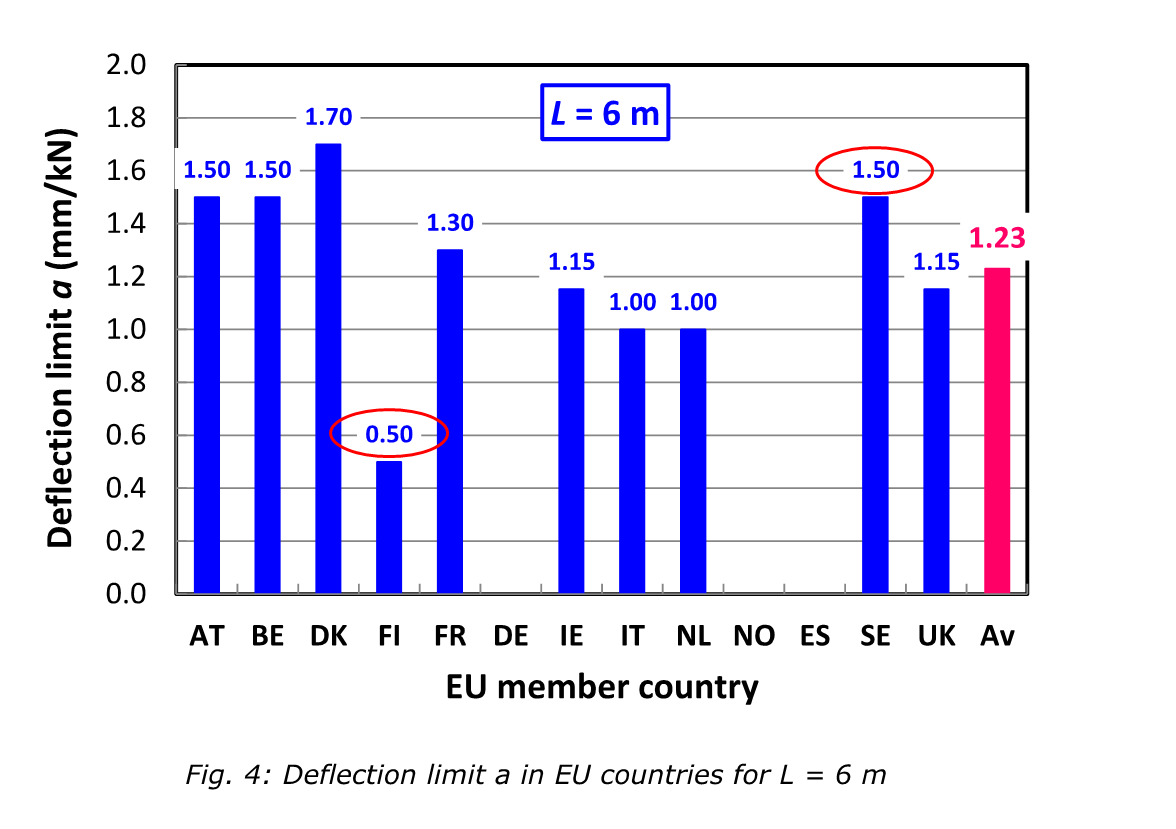 2.0
1.8
1.6
1.4
1.2
1.0
0.8
0.6
0.4
0.2
0.0
Deflection limit a (mm/kN)
L = 6 m
1.50 1.50 1.70 0.50 1.30 1.15 1.00 1.00 1.50 1.15 1.23
AT BE DK FI FR DE IE IT NL NO ES SE UK Av
EU member country
Fig. 4: Deflection limit a in EU countries for L = 6 m